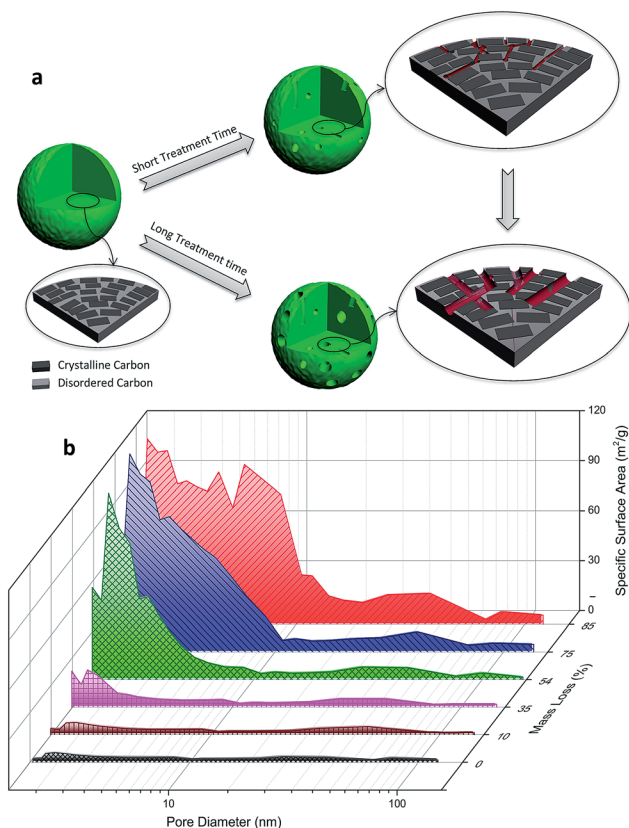 a
Short Treatment Time
Long Treatment time
Crystalline Carbon
Disordered Carbon
b
120
90
60
30
0
Specific Surface Area (m²/g)
85
75
54
35
10
0
Mass Loss (%)
10
100
Pore Diameter (nm)